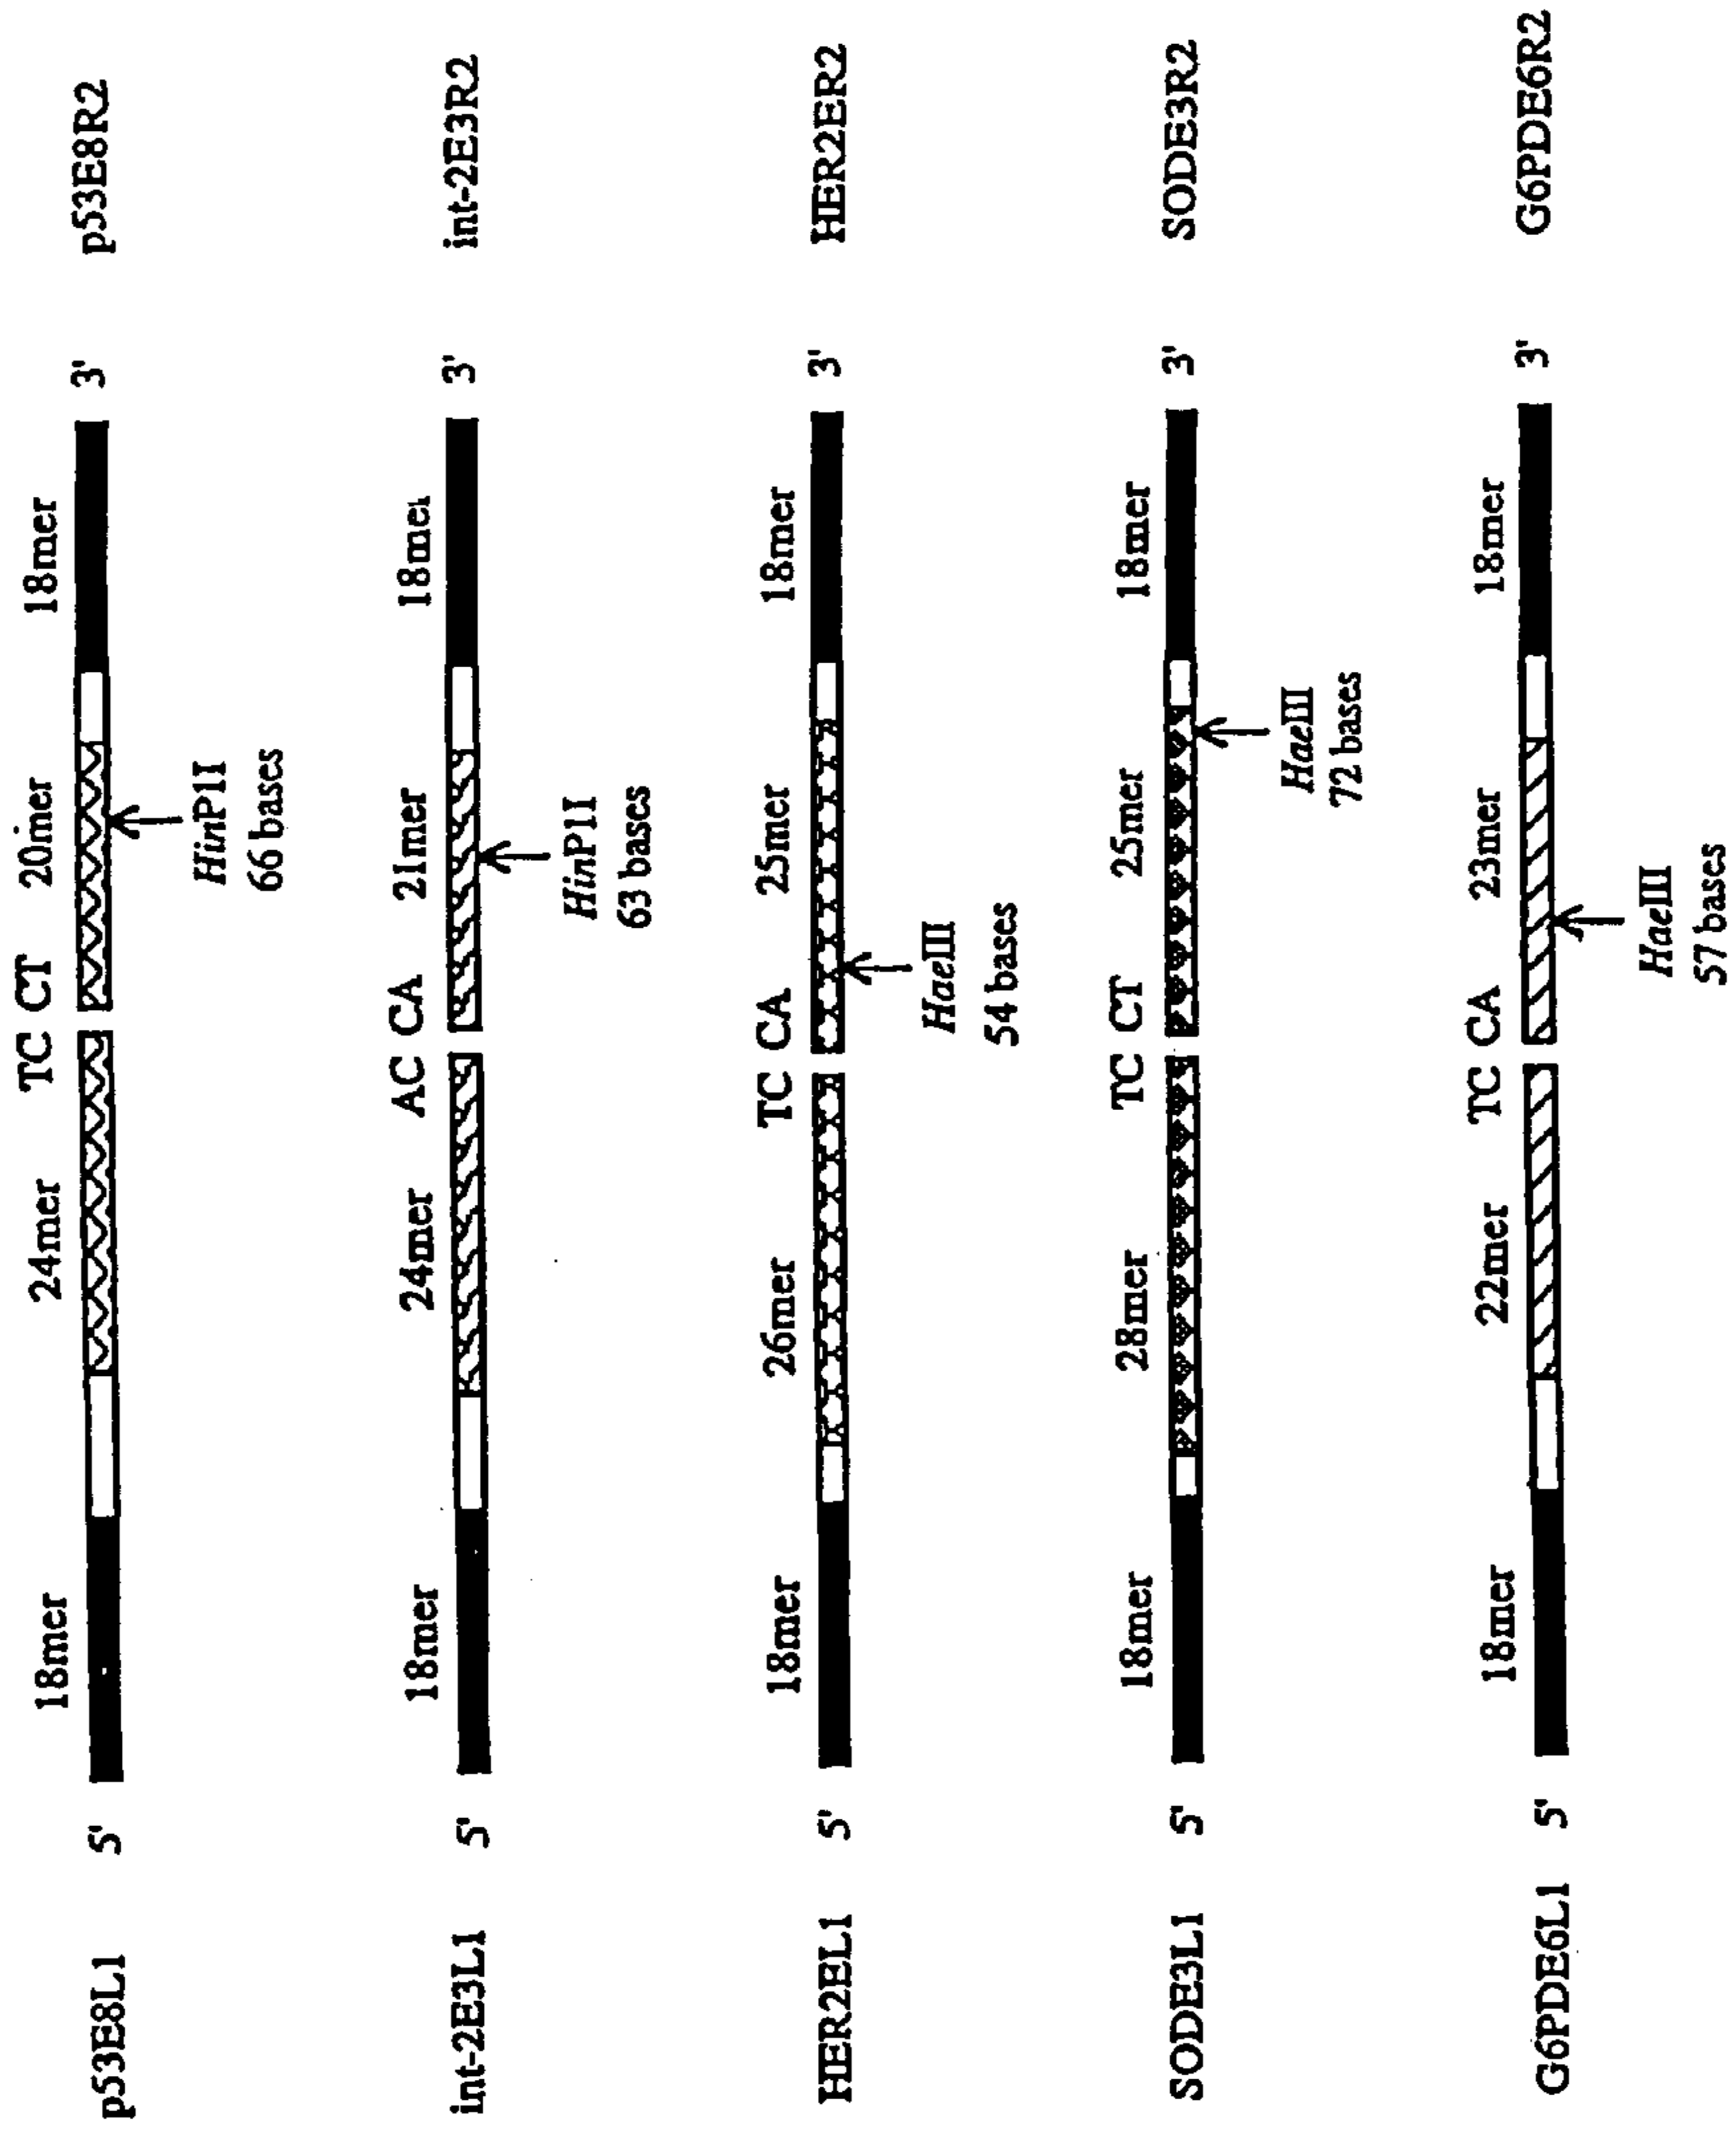 18mer 24mer TC CT 20mer 18mer
p53E8L1 5' 3' p53E8R2
HinP1I
66 bases
18mer 24mer AC CA 21mer 18mer
int-2E3L1 5' 3' int-2E3R2
HinP1I
63 bases
18mer 26mer TC CA 25mer 18mer
HER2EL1 5' 3' HER2ER2
HaeIII
54 bases
18mer 28mer TC CT 25mer 18mer
SODE3L1 5' 3' SODE3R2
HaeIII
72 bases
18mer 22mer TC CA 23mer 18mer
G6PDE6L1 5' 3' G6PDE6R2
HaeIII
57 bases